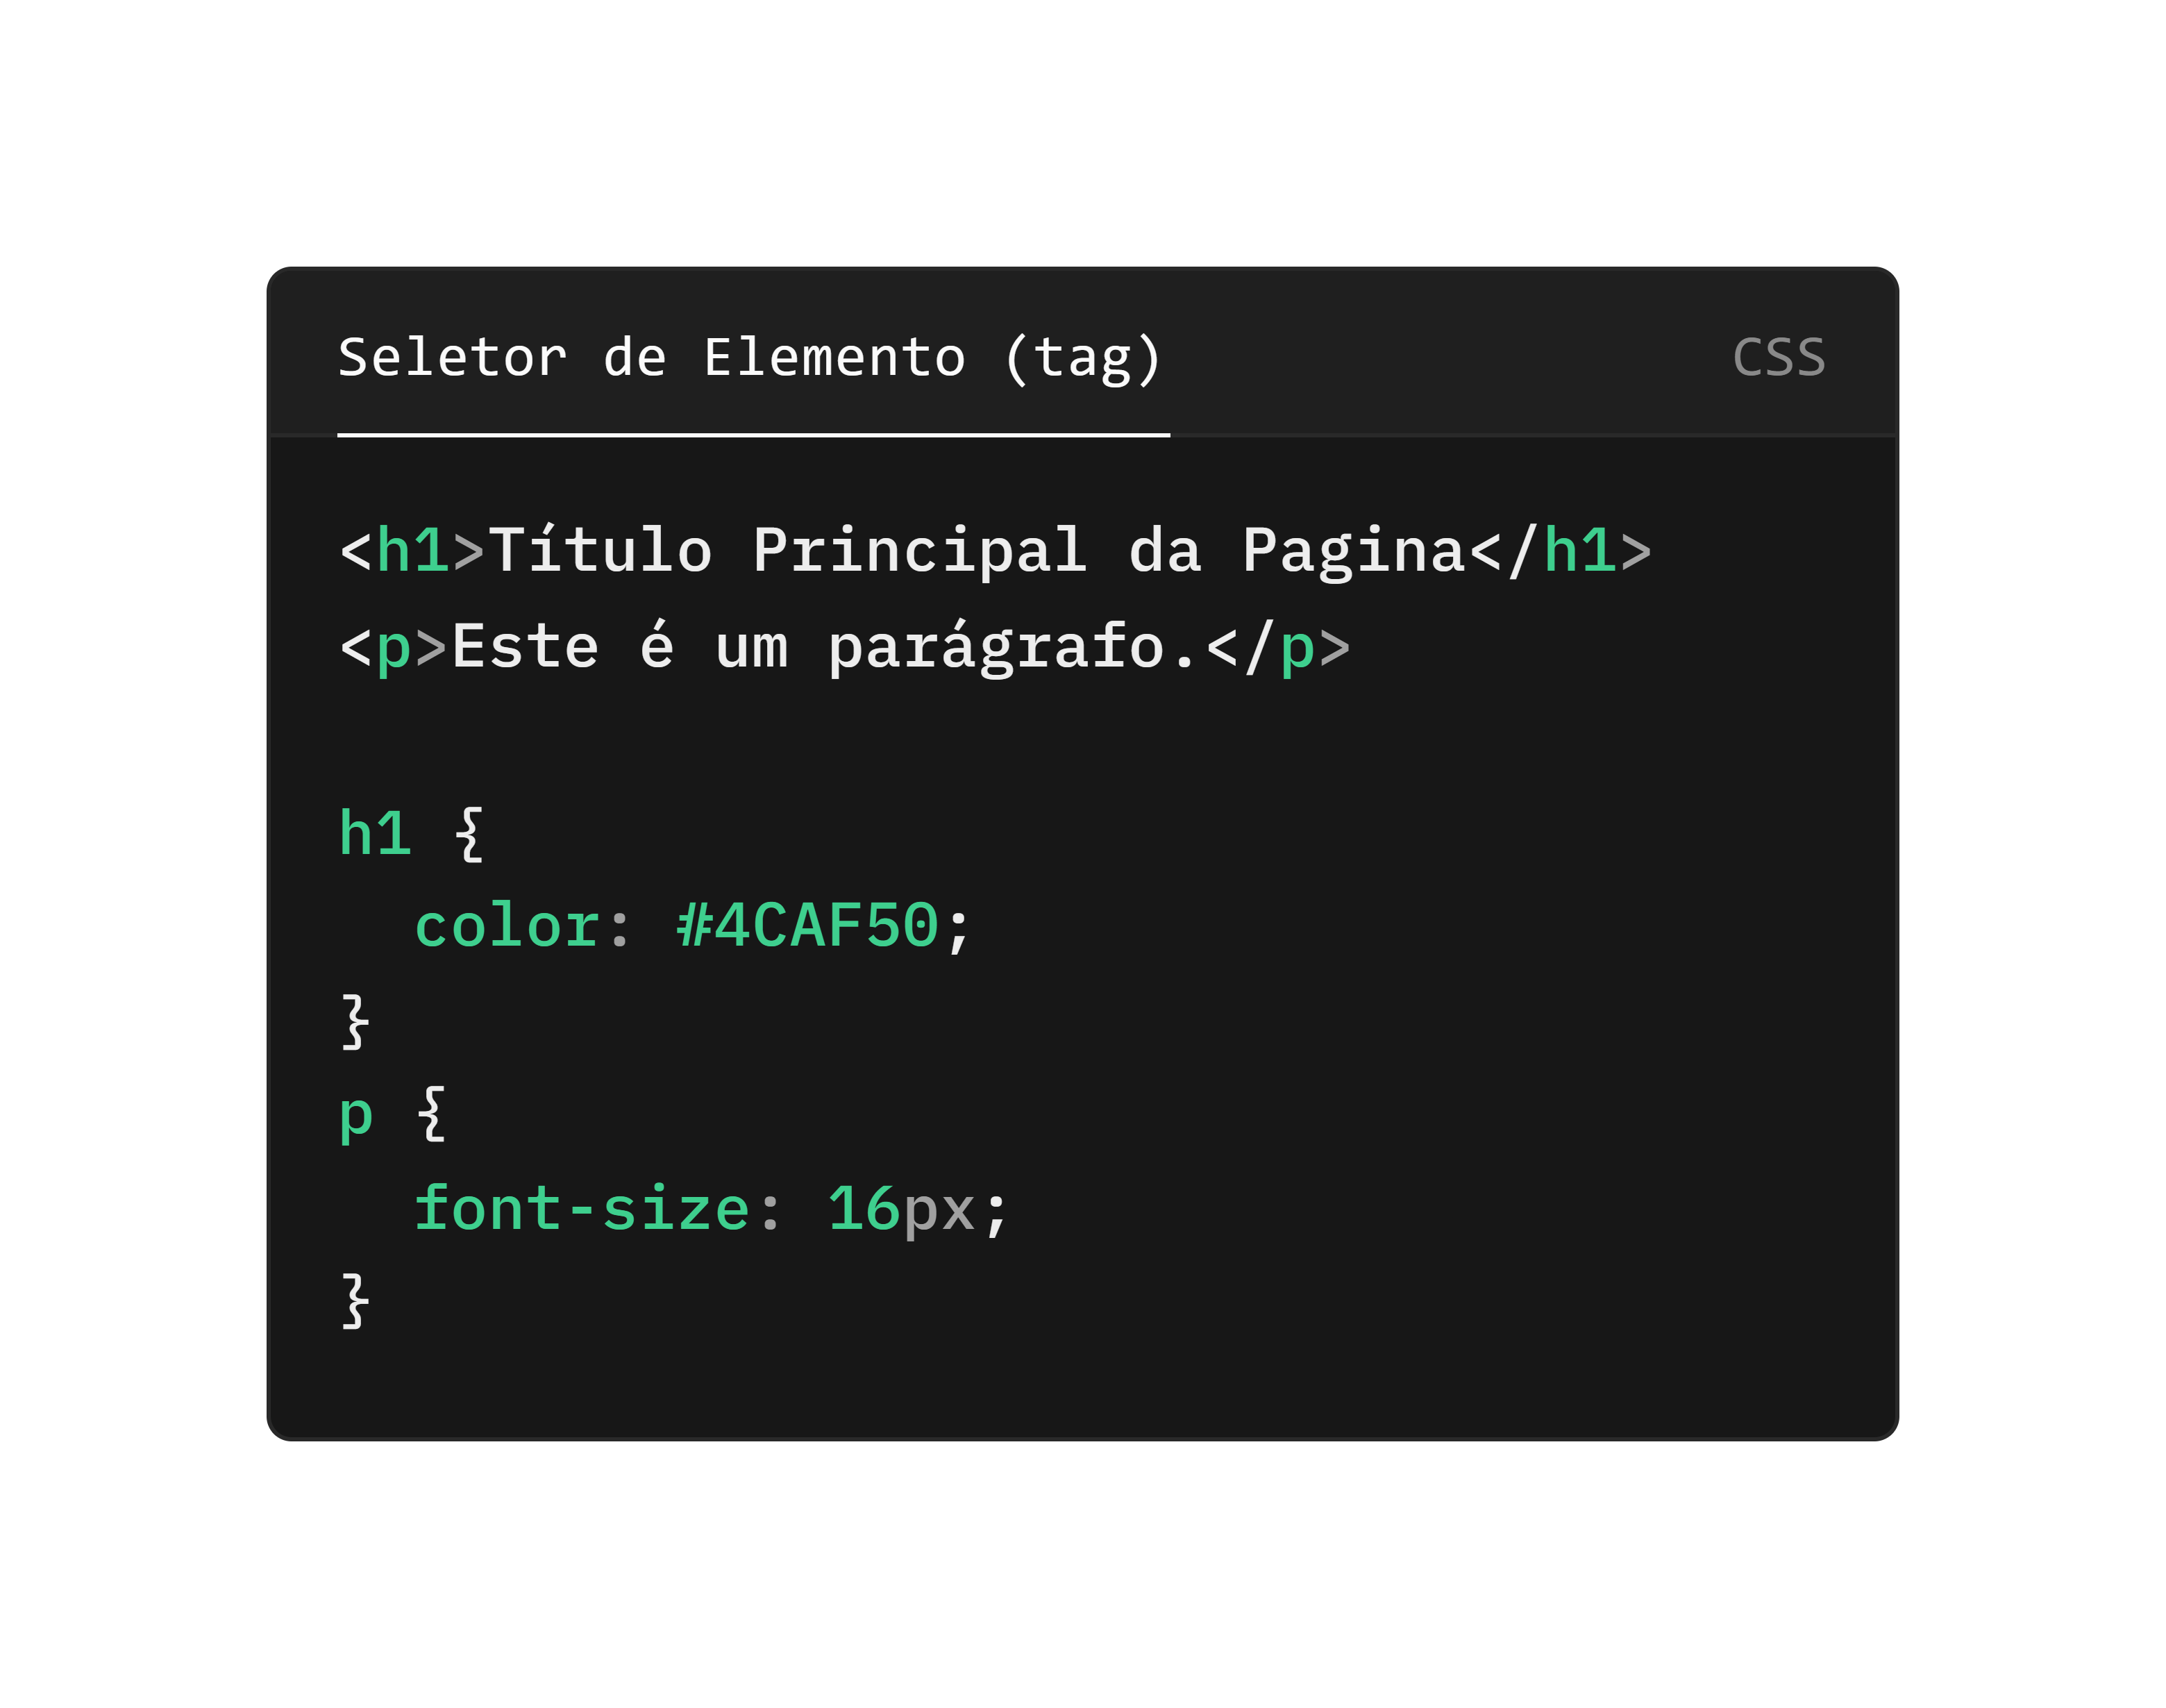 Seletor de Elemento (tag) CSS
<h1>Título Principal da Pagina</h1>
<p>Este é um parágrafo.</p>
h1 {
  color: #4CAF50;
}
p {
  font-size: 16px;
}